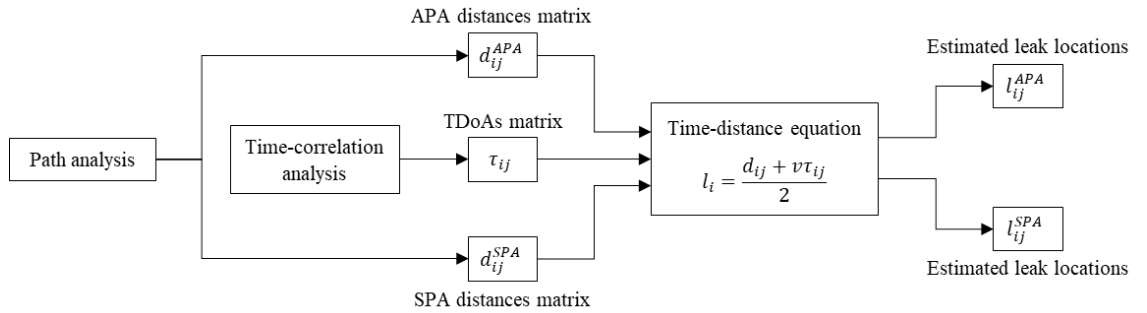 APA distances matrix
d_{ij}^{APA}
Estimated leak locations
l_{ij}^{APA}
TDoAs matrix
Time-distance equation
Path analysis
Time-correlation
analysis
τ_{ij}
l_i = \frac{d_{ij} + vτ_{ij}}{2}
l_{ij}^{SPA}
d_{ij}^{SPA}
Estimated leak locations
SPA distances matrix